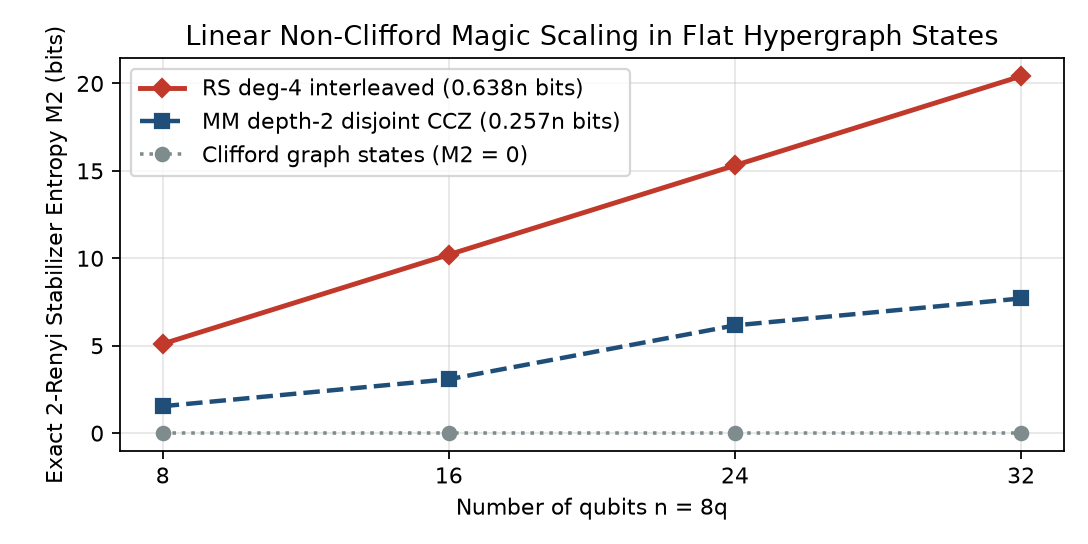 Linear Non-Clifford Magic Scaling in Flat Hypergraph States
Exact 2-Renyi Stabilizer Entropy M2 (bits)
RS deg-4 interleaved (0.638n bits)
MM depth-2 disjoint CCZ (0.257n bits)
Clifford graph states (M2 = 0)
20
15
10
5
0
8
16
24
32
Number of qubits n = 8q